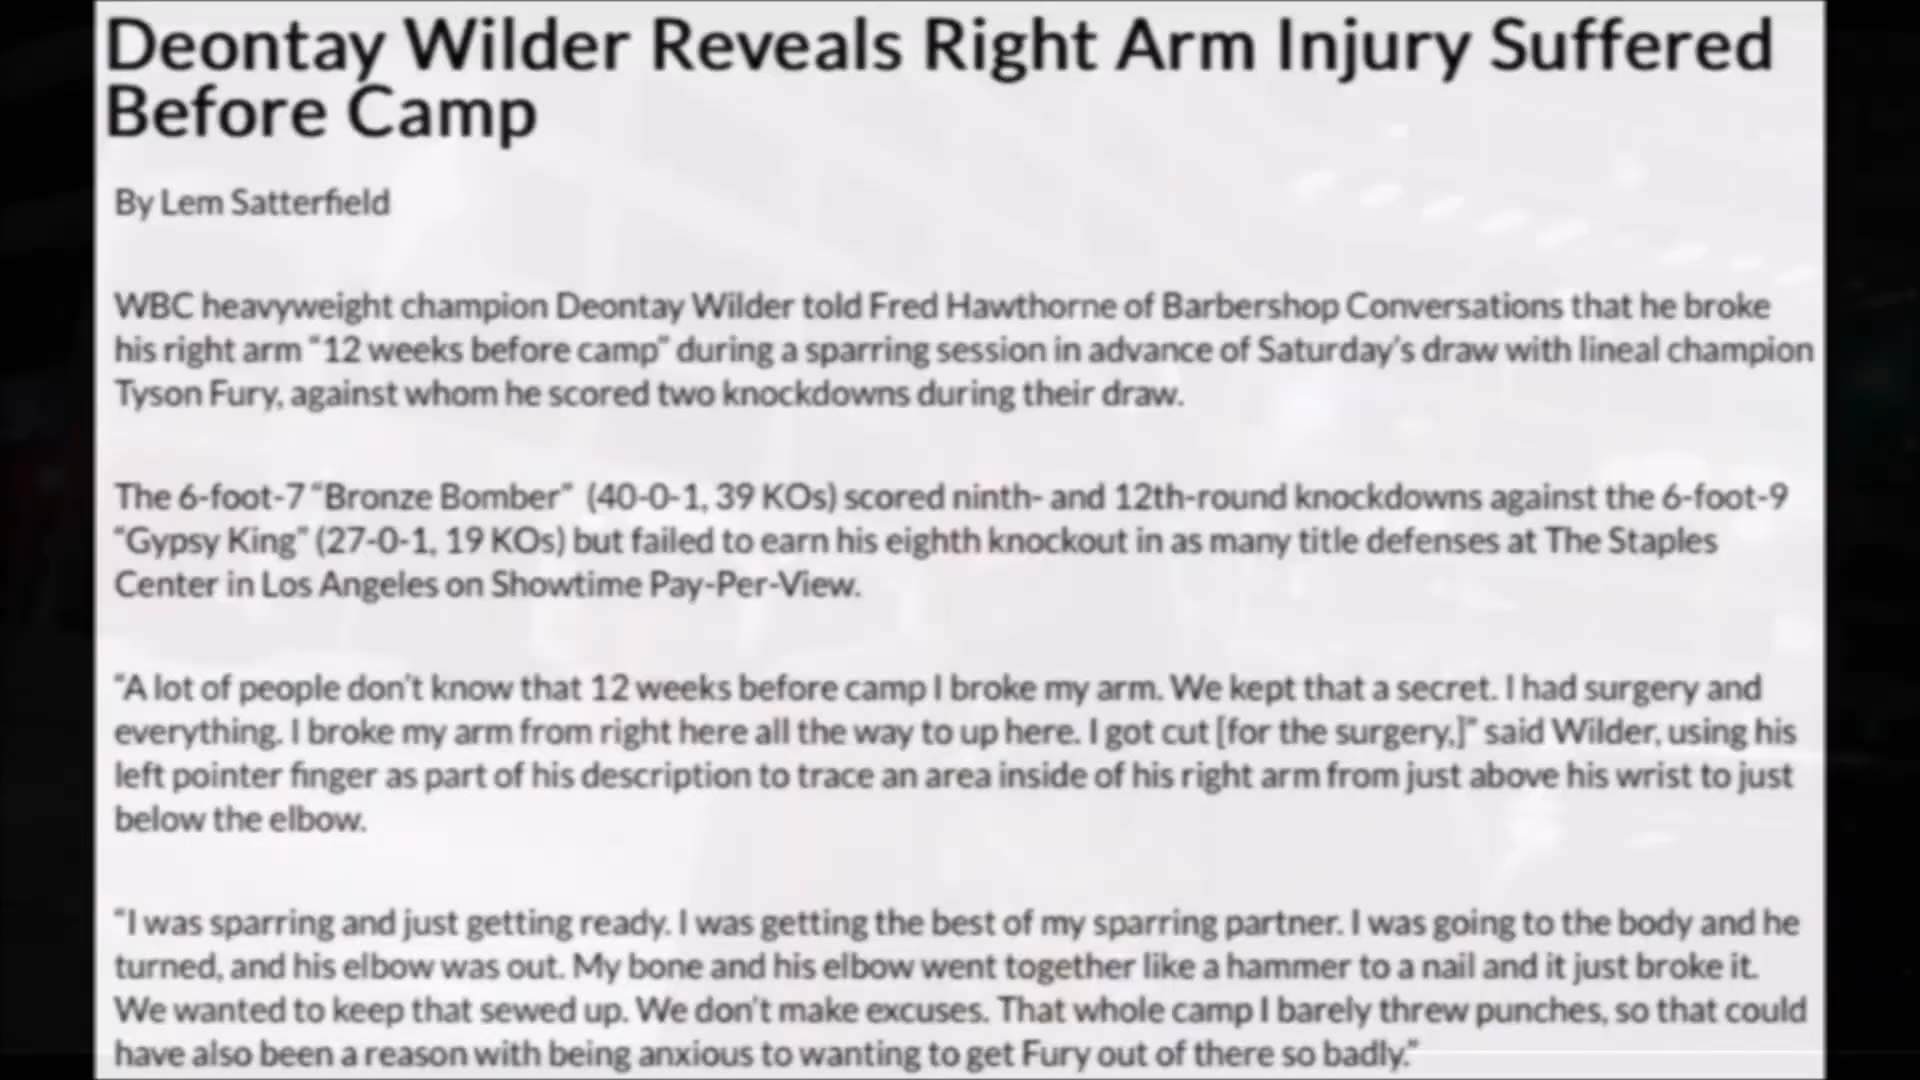 Deontay Wilder Reveals Right Arm Injury Suffered
Before Camp
By Lem Satterfield
WBC heavyweight champion Deontay Wilder told Fred Hawthorne of Barbershop Conversations that he broke
his right arm “12 weeks before camp” during a sparring session in advance of Saturday’s draw with lineal champion
Tyson Fury, against whom he scored two knockdowns during their draw.
The 6-foot-7 “Bronze Bomber” (40-0-1, 39 KOs) scored ninth- and 12th-round knockdowns against the 6-foot-9
“Gypsy King” (27-0-1, 19 KOs) but failed to earn his eighth knockout in as many title defenses at The Staples
Center in Los Angeles on Showtime Pay-Per-View.
“A lot of people don’t know that 12 weeks before camp I broke my arm. We kept that a secret. I had surgery and
everything. I broke my arm from right here all the way to up here. I got cut [for the surgery,]” said Wilder, using his
left pointer finger as part of his description to trace an area inside of his right arm from just above his wrist to just
below the elbow.
“I was sparring and just getting ready. I was getting the best of my sparring partner. I was going to the body and he
turned, and his elbow was out. My bone and his elbow went together like a hammer to a nail and it just broke it.
We wanted to keep that sewed up. We don’t make excuses. That whole camp I barely threw punches, so that could
have also been a reason with being anxious to wanting to get Fury out of there so badly.”